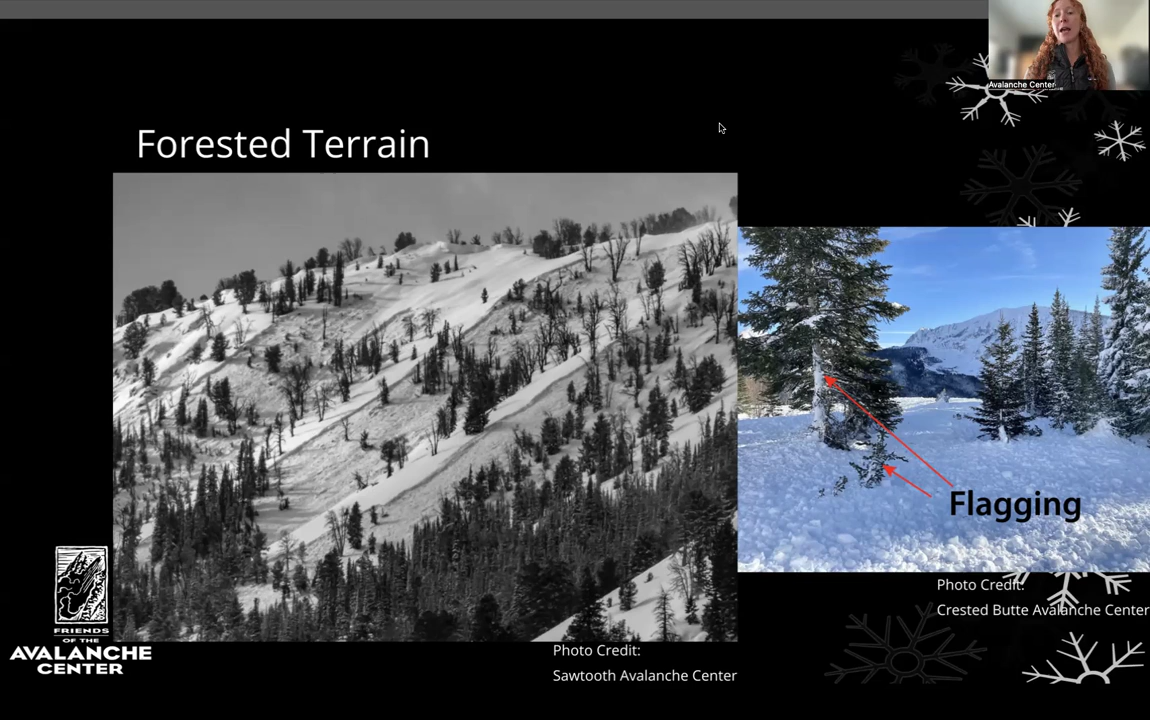 Avalanche Center
Forested Terrain
Flagging
Photo Credit:
Crested Butte Avalanche Center
FRIENDS
OF THE
AVALANCHE
CENTER
Photo Credit:
Sawtooth Avalanche Center